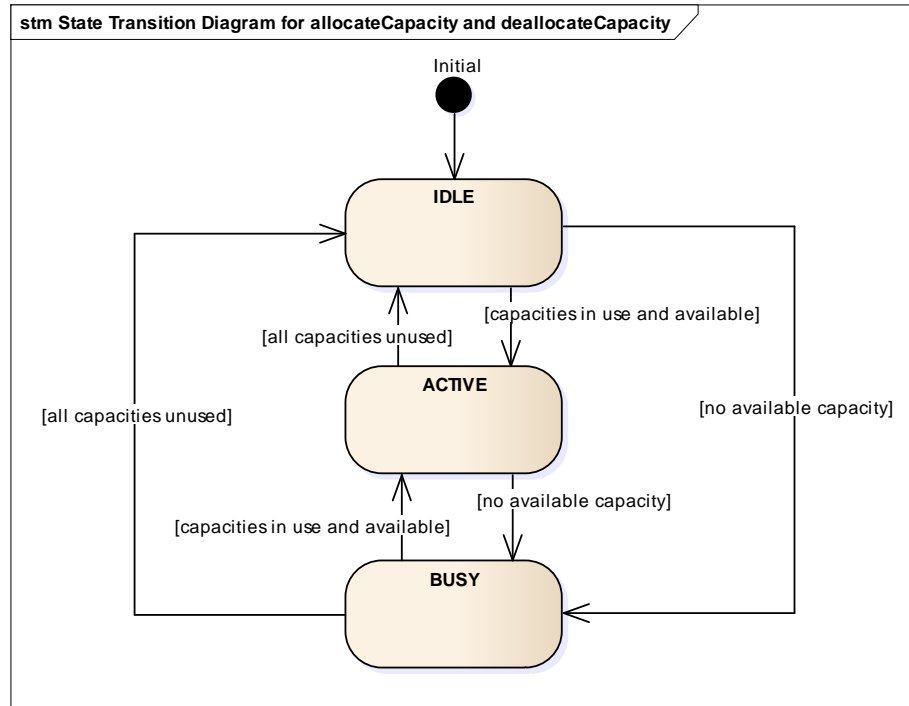 stm State Transition Diagram for allocateCapacity and deallocateCapacity
Initial
IDLE
[capacities in use and available]
[all capacities unused]
ACTIVE
[all capacities unused]
[no available capacity]
[no available capacity]
[capacities in use and available]
BUSY